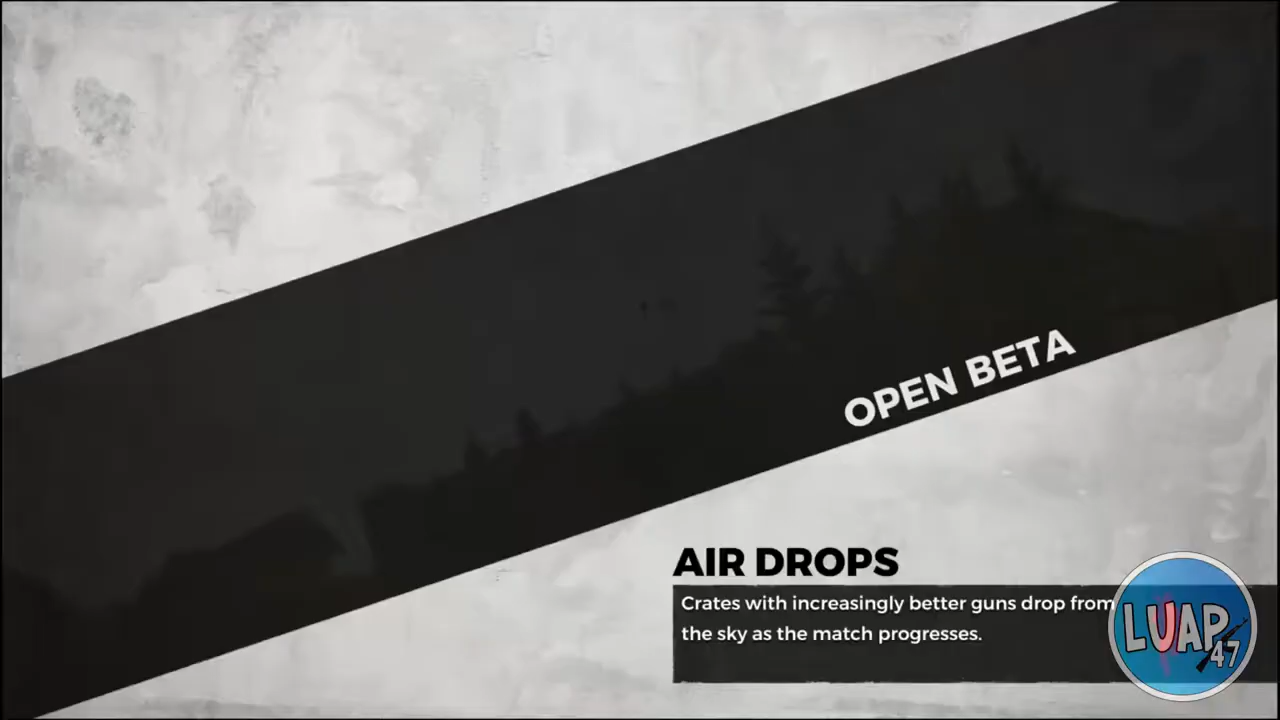 OPEN BETA
AIR DROPS
Crates with increasingly better guns drop from
the sky as the match progresses.
LUAP
47